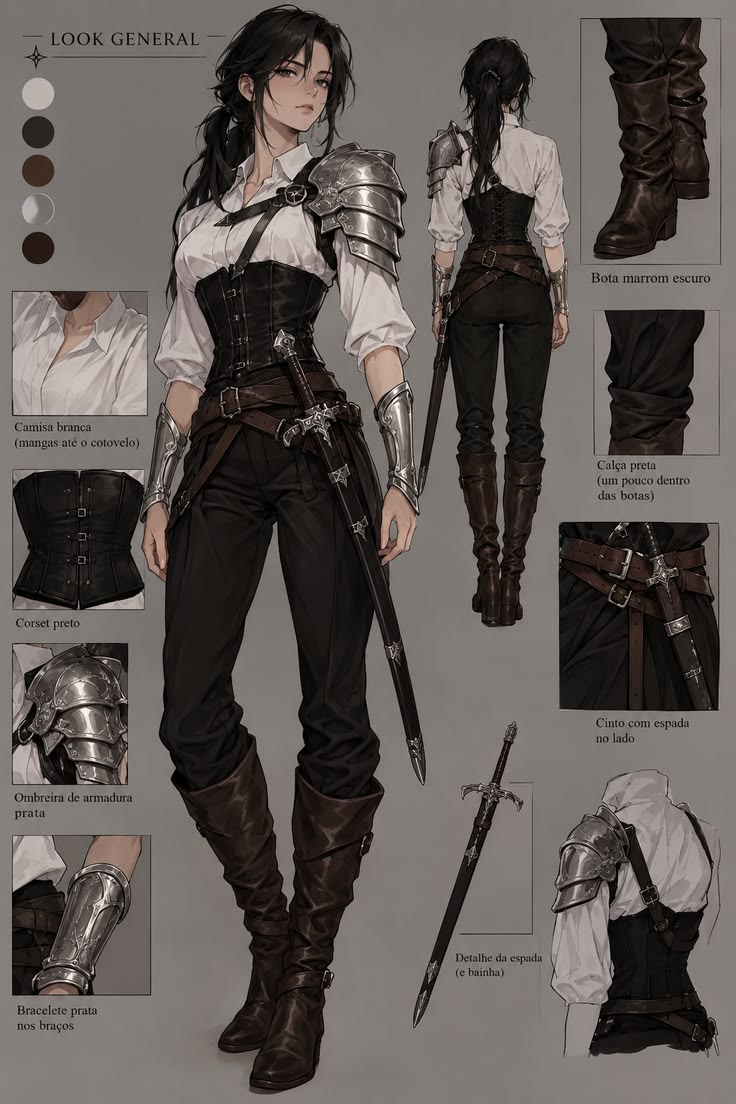 LOOK GENERAL
Bota marrom escuro
Camisa branca
(mangas até o cotovelo)
Calça preta
(um pouco dentro
das botas)
Corset preto
Cinto com espada
no lado
Ombreira de armadura
prata
Detalhe da espada
(e bainha)
Bracelete prata
nos braços